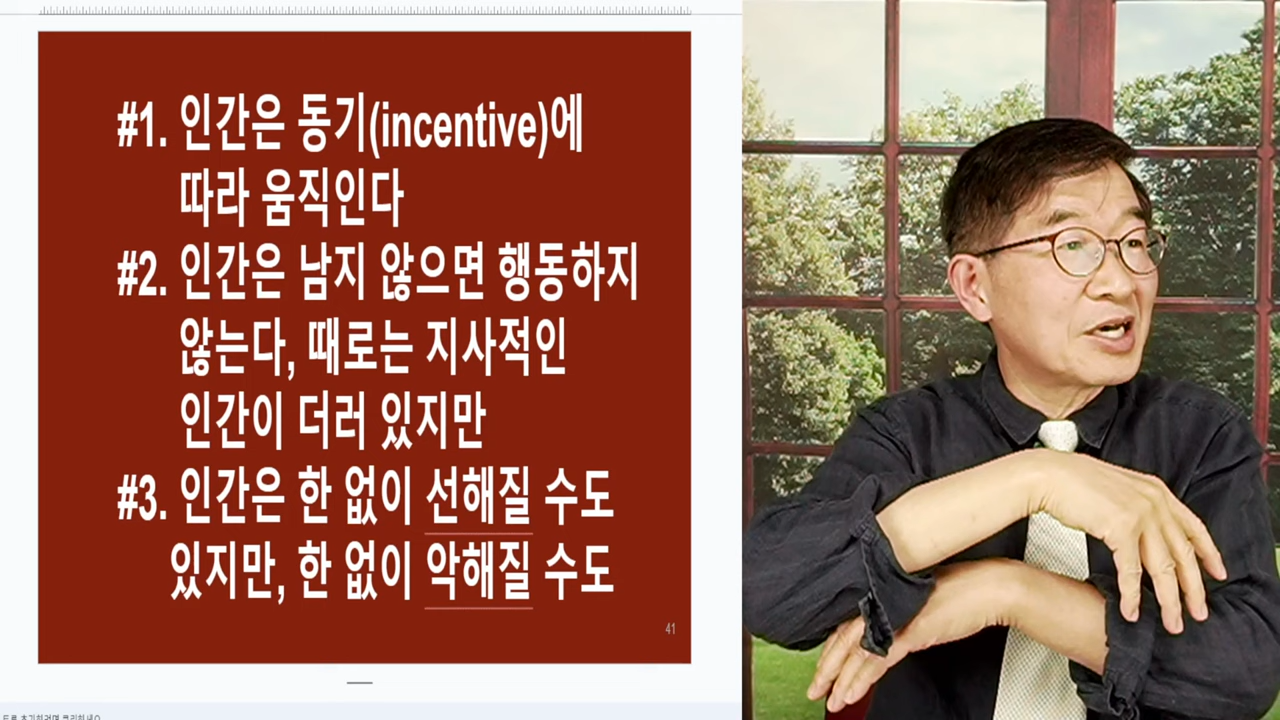 #1. 인간은 동기(incentive)에
따라 움직인다
#2. 인간은 남지 않으면 행동하지
않는다, 때로는 지사적인
인간이 더러 있지만
#3. 인간은 한 없이 선해질 수도
있지만, 한 없이 악해질 수도
41